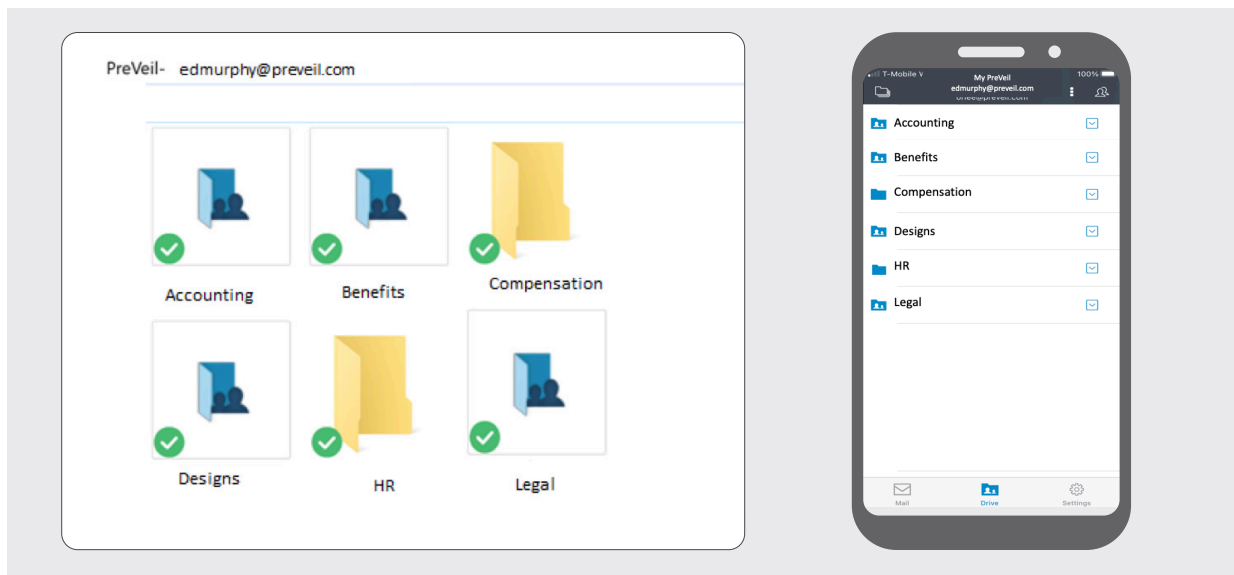 PreVeil- edmurphy@preveil.com
Accounting
Benefits
Compensation
Designs
HR
Legal
T-Mobile 100%
My PreVeil
edmurphy@preveil.com
Accounting
Benefits
Compensation
Designs
HR
Legal
Mail Drive Settings